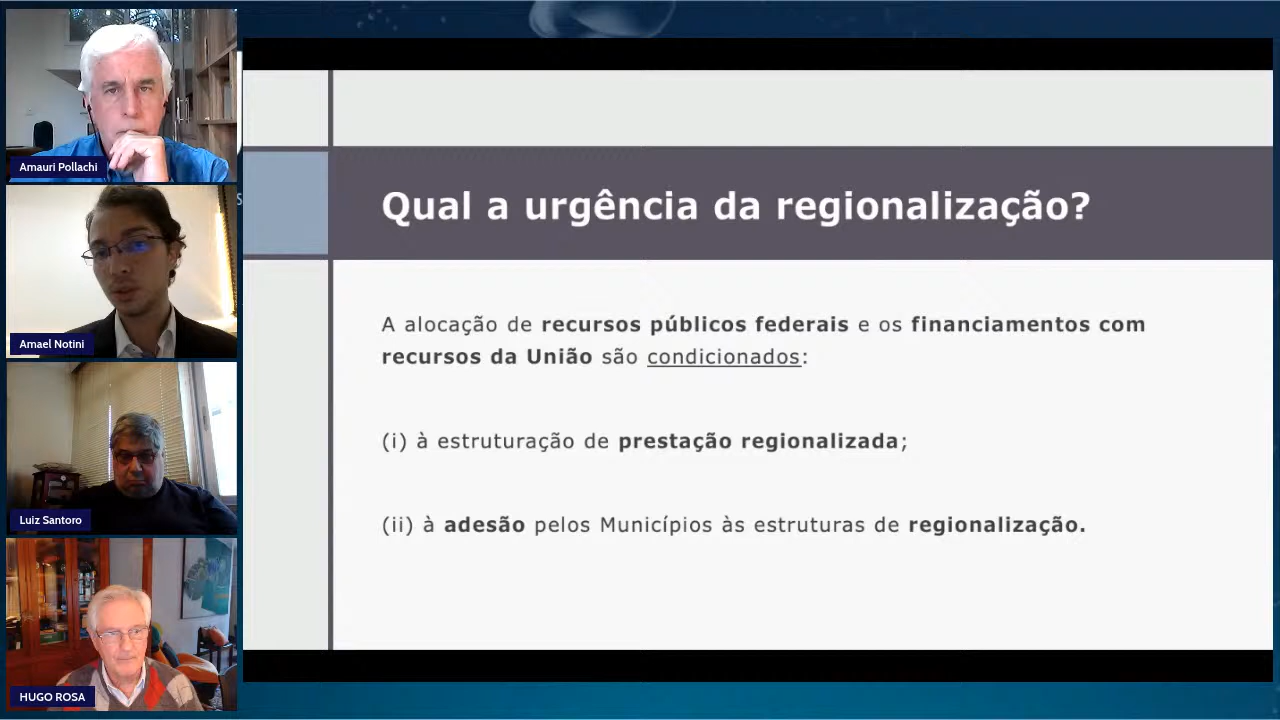 Amauri Pollachi
Amael Notini
Luiz Santoro
HUGO ROSA
S
Qual a urgência da regionalização?
A alocação de recursos públicos federais e os financiamentos com
recursos da União são condicionados:
(i) à estruturação de prestação regionalizada;
(ii) à adesão pelos Municípios às estruturas de regionalização.